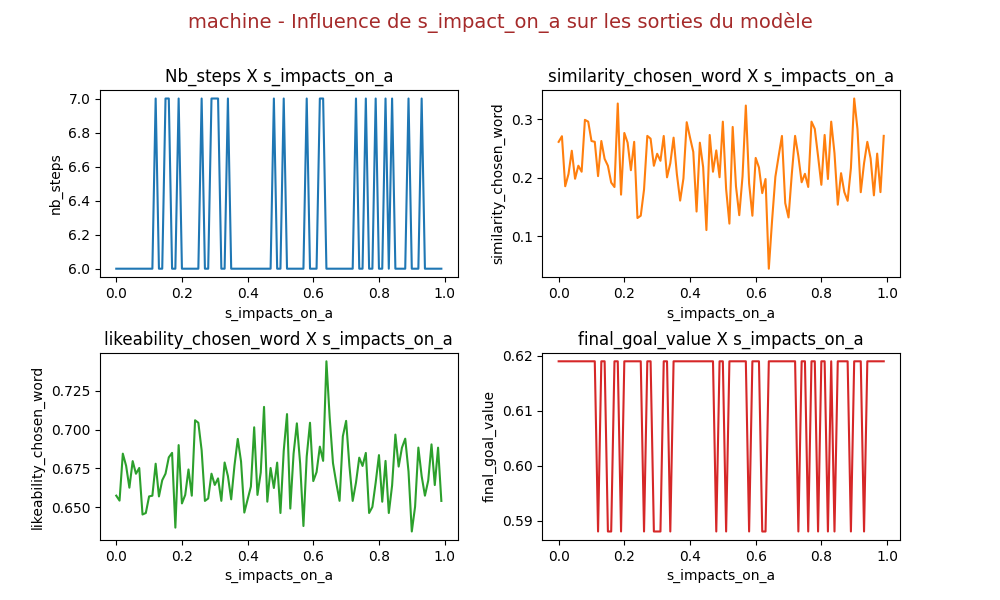 machine - Influence de s_impact_on_a sur les sorties du modèle
Nb_steps X s_impacts_on_a
nb_steps
7.0
6.8
6.6
6.4
6.2
6.0
0.0 0.2 0.4 0.6 0.8 1.0
s_impacts_on_a
similarity_chosen_word X s_impacts_on_a
similarity_chosen_word
0.3
0.2
0.1
0.0 0.2 0.4 0.6 0.8 1.0
s_impacts_on_a
likeability_chosen_word X s_impacts_on_a
likeability_chosen_word
0.725
0.700
0.675
0.650
0.0 0.2 0.4 0.6 0.8 1.0
s_impacts_on_a
final_goal_value X s_impacts_on_a
final_goal_value
0.62
0.61
0.60
0.59
0.0 0.2 0.4 0.6 0.8 1.0
s_impacts_on_a